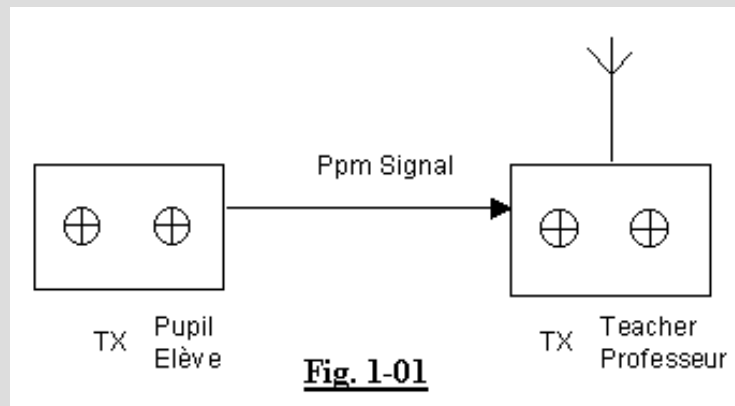 Ppm Signal
TX
Pupil
Elève
TX
Teacher
Professeur
Fig. 1-01